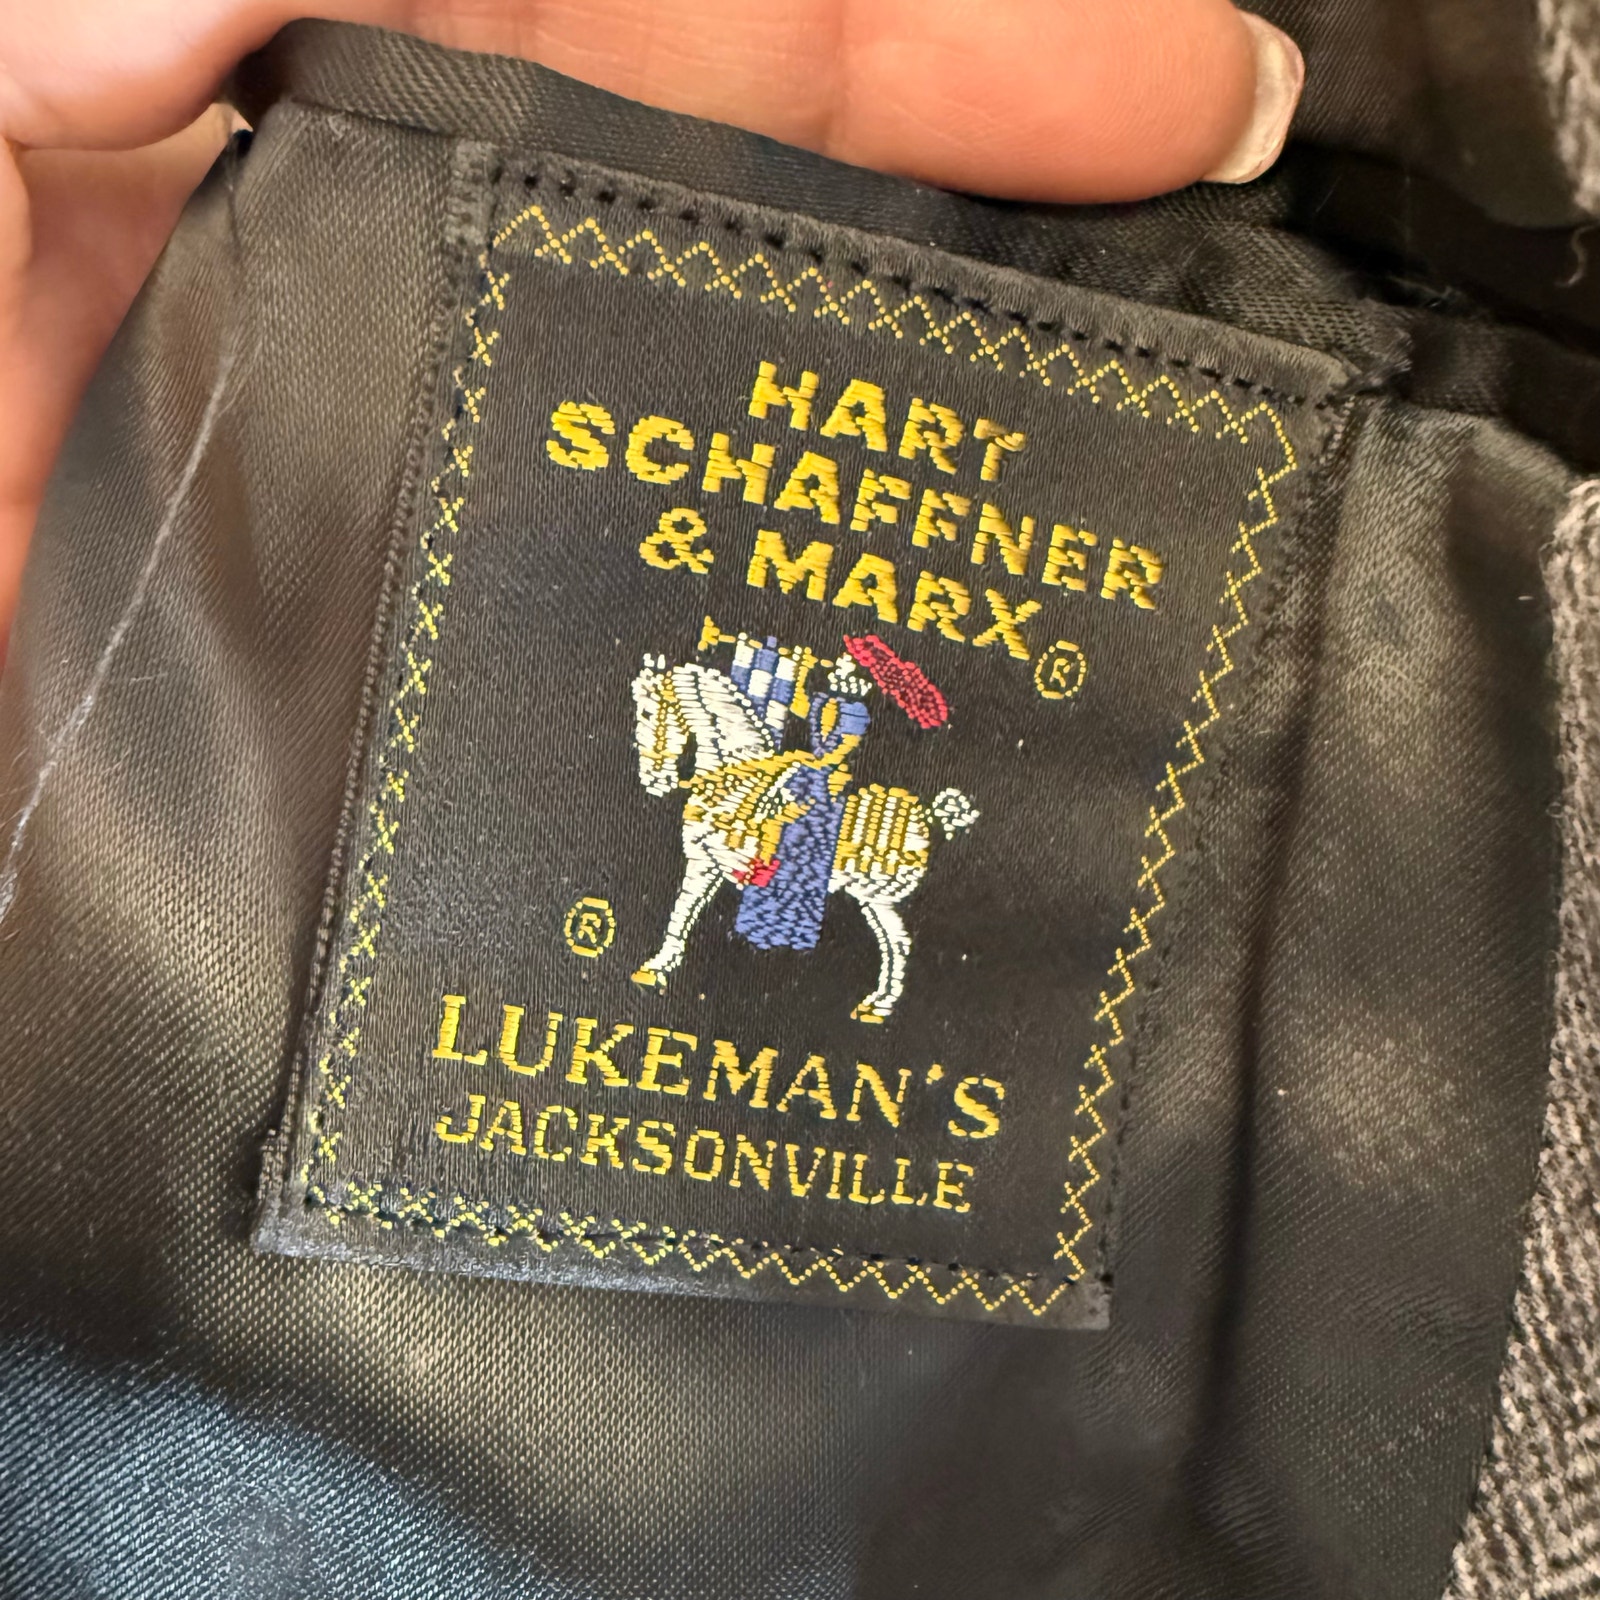 HART
SCHAFFNER
& MARX®
®
LUKEMAN'S
JACKSONVILLE